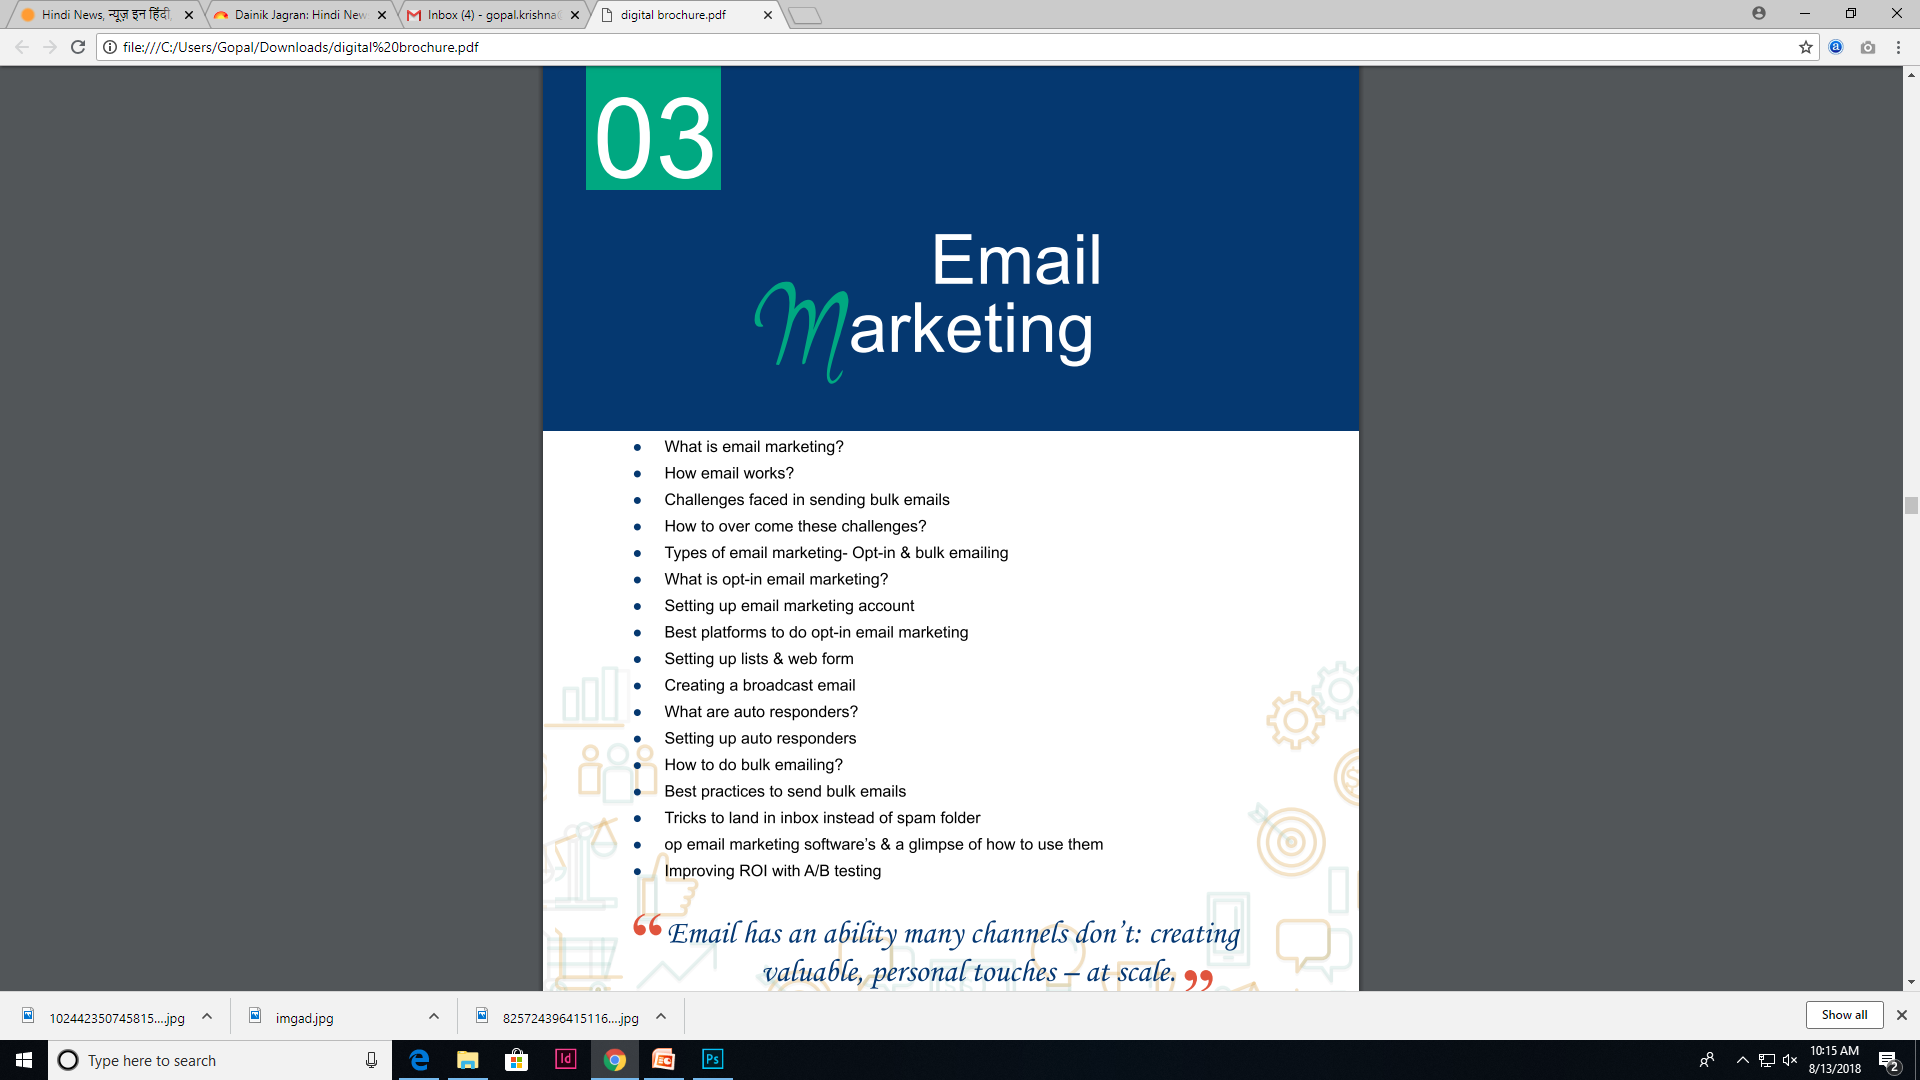 Hindi News, न्यूज़ इन हिंदी,
Dainik Jagran: Hindi New
Inbox (4) - gopal.krishna
digital brochure.pdf
file:///C:/Users/Gopal/Downloads/digital%20brochure.pdf
03
Email
Marketing
• What is email marketing?
• How email works?
• Challenges faced in sending bulk emails
• How to over come these challenges?
• Types of email marketing- Opt-in & bulk emailing
• What is opt-in email marketing?
• Setting up email marketing account
• Best platforms to do opt-in email marketing
• Setting up lists & web form
• Creating a broadcast email
• What are auto responders?
• Setting up auto responders
• How to do bulk emailing?
• Best practices to send bulk emails
• Tricks to land in inbox instead of spam folder
• op email marketing software’s & a glimpse of how to use them
• Improving ROI with A/B testing
“Email has an ability many channels don’t: creating
valuable, personal touches – at scale.”
102442350745815....jpg
imgad.jpg
825724396415116....jpg
Show all
Type here to search
Id
Ps
10:15 AM
8/13/2018
2